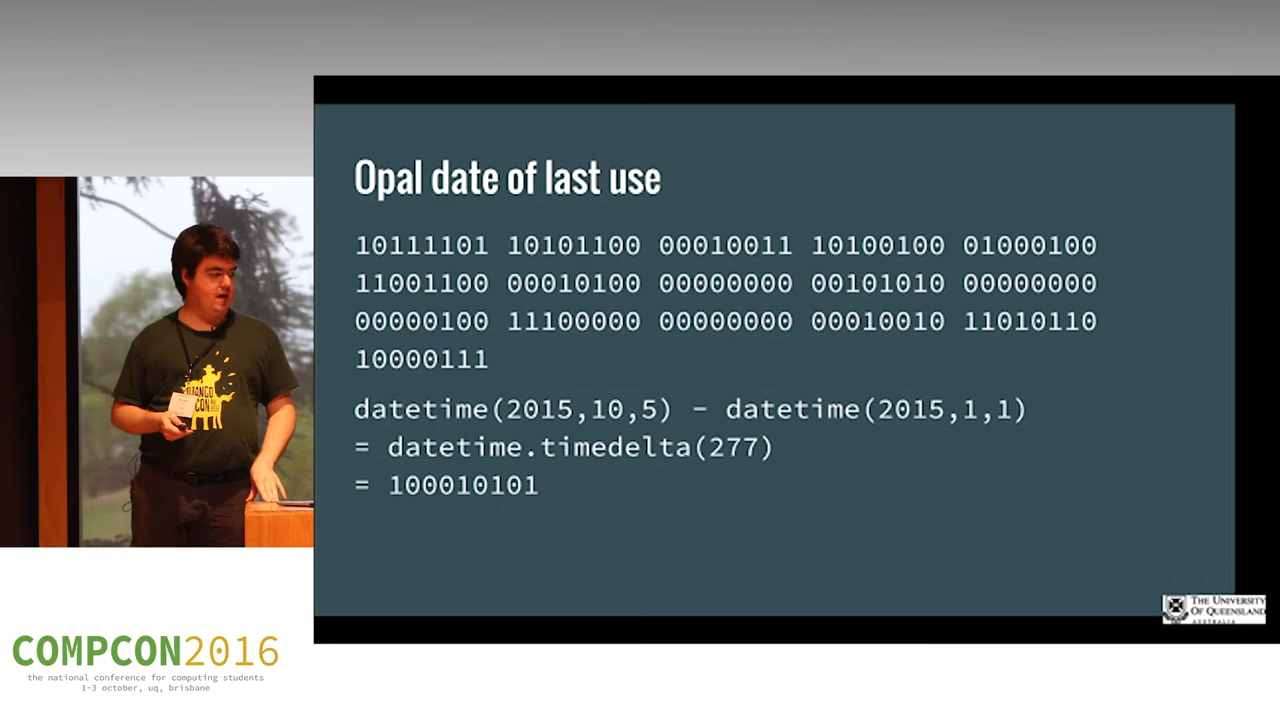 Opal date of last use
10111101 10101100 00010011 10100100 01000100
11001100 00010100 00000000 00101010 00000000
00000100 11100000 00000000 00010010 11010110
10000111
datetime(2015,10,5) - datetime(2015,1,1)
= datetime.timedelta(277)
= 100010101
THE UNIVERSITY
OF QUEENSLAND
AUSTRALIA
COMPCON2016
the national conference for computing students
1-3 october, uq, brisbane